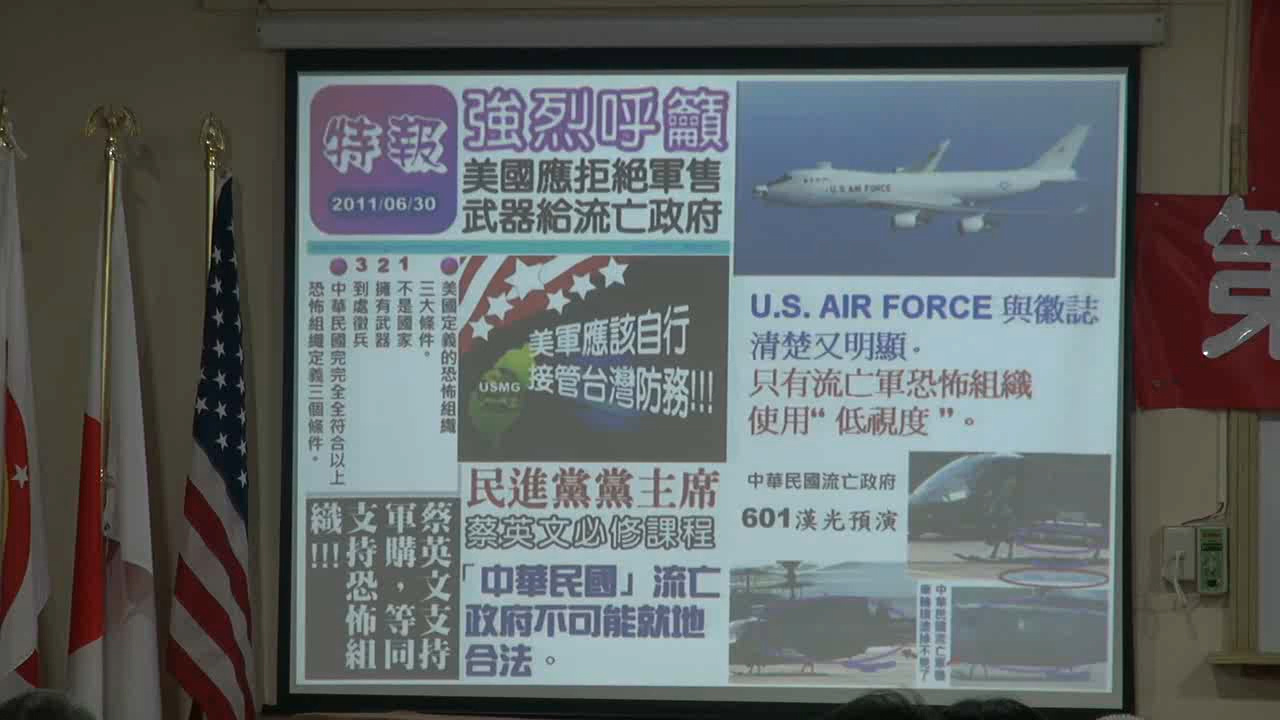 特報
2011/06/30
強烈呼籲
美國應拒絕軍售
武器給流亡政府
美國定義的恐怖組織
三大條件。
1 不是國家
2 擁有武器
3 到處徵兵
中華民國完完全全符合以上
恐怖組織定義三個條件。
美軍應該自行
接管台灣防務!!!
USMG
蔡英文支持
軍購，等同
支持恐怖組
織!!!
民進黨黨主席
蔡英文必修課程
「中華民國」流亡
政府不可能就地
合法。
U.S. AIR FORCE
U.S. AIR FORCE 與徽誌
清楚又明顯.
只有流亡軍恐怖組織
使用“低視度”。
中華民國流亡政府
601漢光預演
第